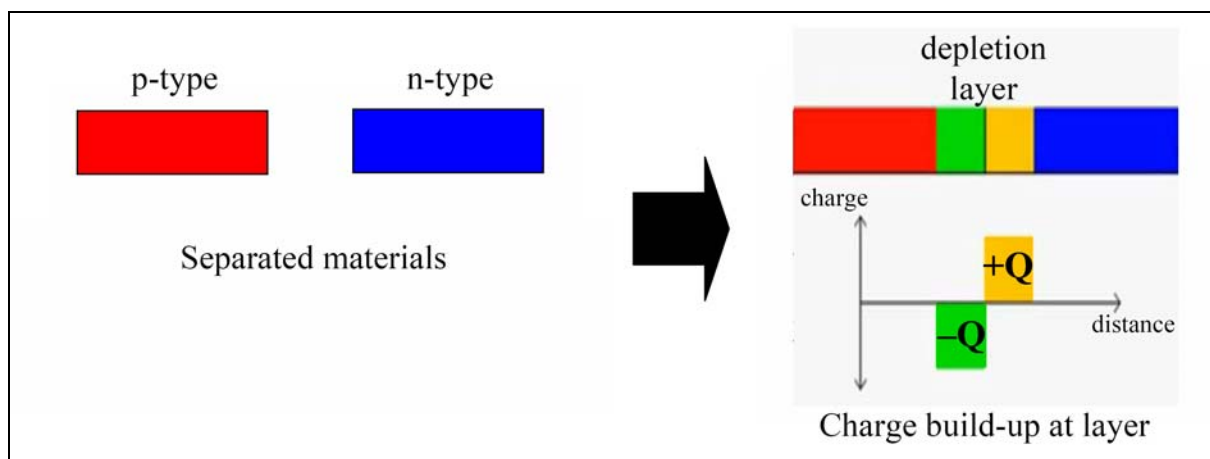 p-type
n-type
Separated materials
depletion
layer
charge
+Q
–Q
distance
Charge build-up at layer